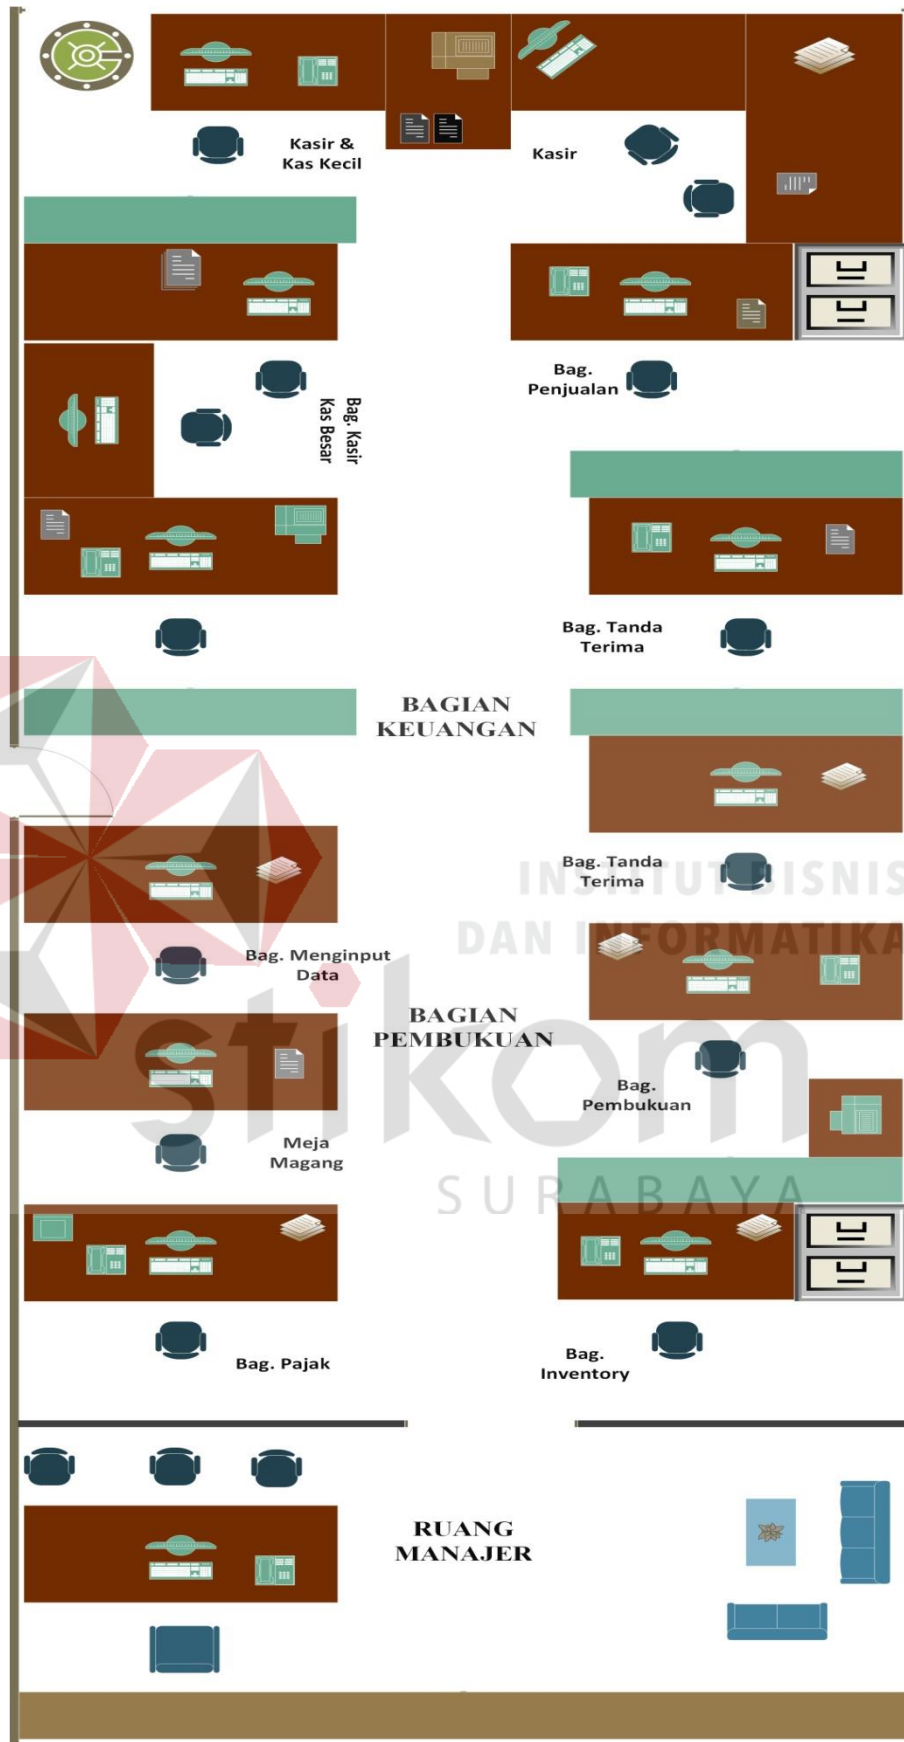 Kasir &
Kas Kecil
Kasir
Bag.
Penjualan
Bag. Kasir
Kas Besar
Bag. Tanda
Terima
BAGIAN
KEUANGAN
Bag. Tanda
Terima
INSTITUT BISNIS
DAN INFORMATIKA
Bag. Menginput
Data
BAGIAN
PEMBUKUAN
stikom
Bag.
Pembukuan
Meja
Magang
SURABAYA
Bag. Pajak
Bag.
Inventory
RUANG
MANAJER